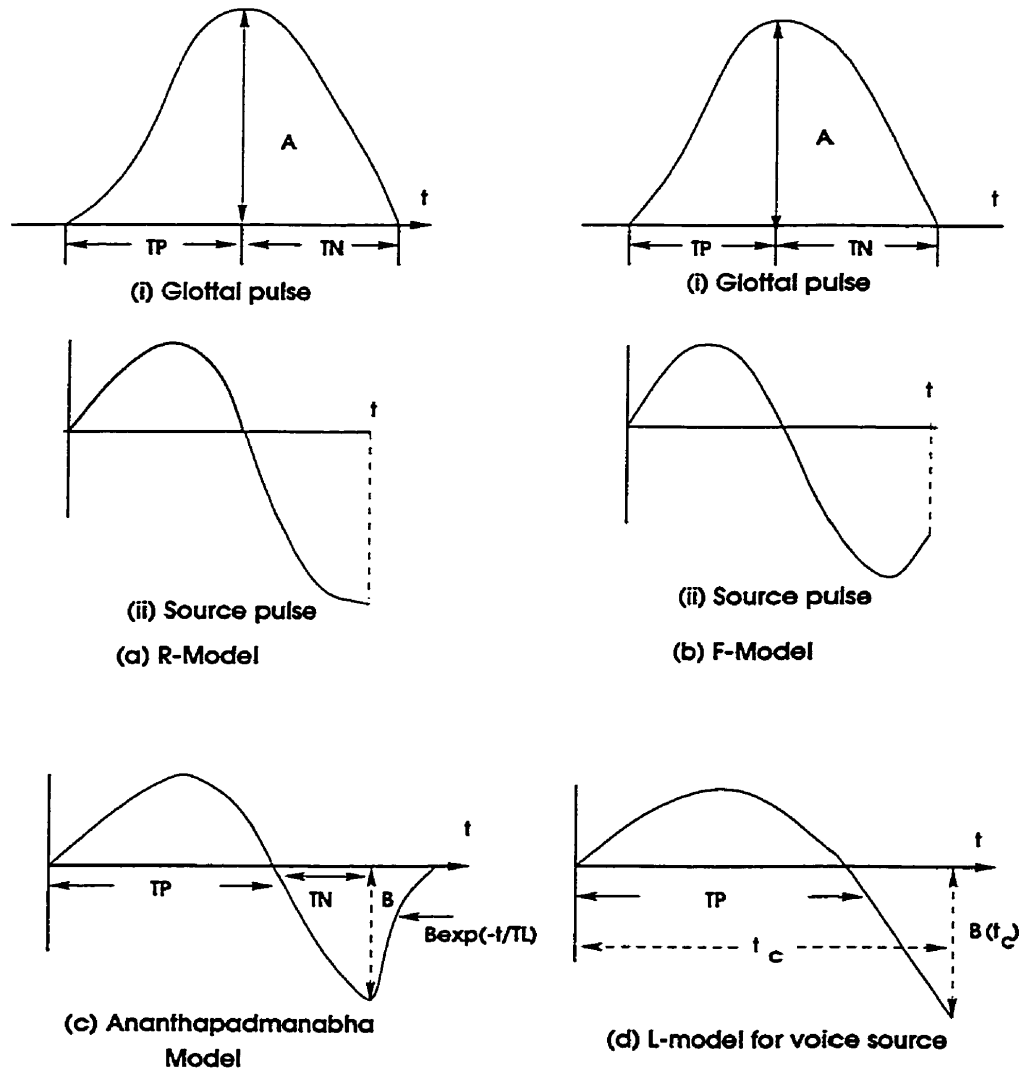 A
t
TP
TN
(i) Glottal pulse
t
(ii) Source pulse
(a) R-Model
A
t
TP
TN
(i) Glottal pulse
t
(ii) Source pulse
(b) F-Model
t
TP
TN
B
Bexp(-t/TL)
(c) Ananthapadmanabha
Model
t
TP
t c
B(tc)
(d) L-model for voice source